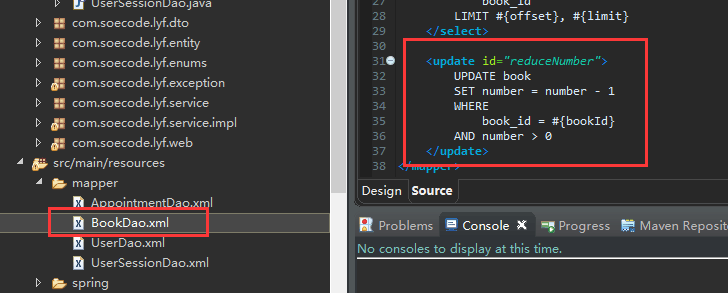 UserSessionDao.java
com.soecode.lyf.dto
com.soecode.lyf.entity
com.soecode.lyf.enums
com.soecode.lyf.exception
com.soecode.lyf.service
com.soecode.lyf.service.impl
com.soecode.lyf.web
src/main/resources
mapper
AppointmentDao.xml
BookDao.xml
UserDao.xml
UserSessionDao.xml
spring
27 book_id
28 LIMIT #{offset}, #{limit}
29 </select>
30
31 <update id="reduceNumber">
32 UPDATE book
33 SET number = number - 1
34 WHERE
35 book_id = #{bookId}
36 AND number > 0
37 </update>
38 </mapper>
Design Source
Problems Console Progress Maven Reposit
No consoles to display at this time.